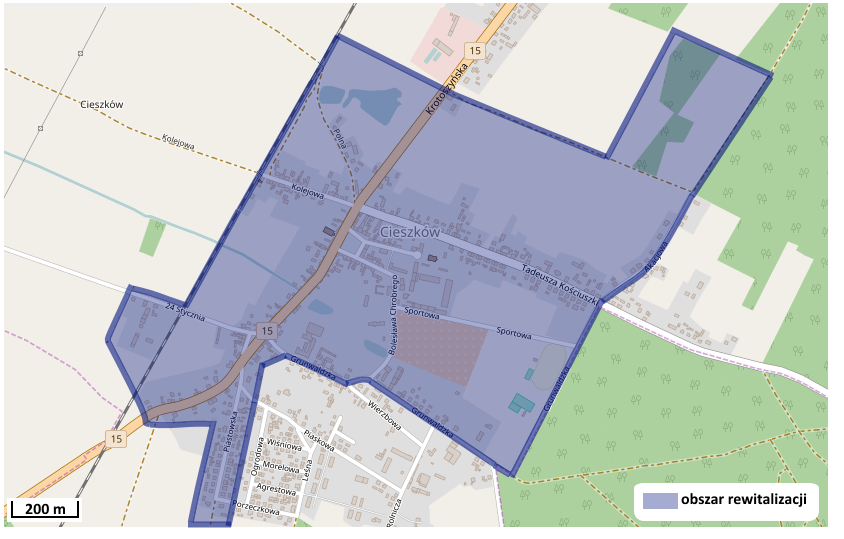 15
Krotoszyńska
Cieszków
Kolejowa
Polna
Kolejowa
Cieszków
Tadeusza Kościuszki
Akacjowa
24 Stycznia
15
Bolesława Chrobrego
Sportowa
Sportowa
Grunwaldzka
Grunwaldzka
Grunwaldzka
Wierzbowa
Piaskowa
Piastowska
Ogrodowa
Wiśniowa
Morelowa
Leśna
Agrestowa
Porzeczkowa
Rolnicza
15
200 m
obszar rewitalizacji